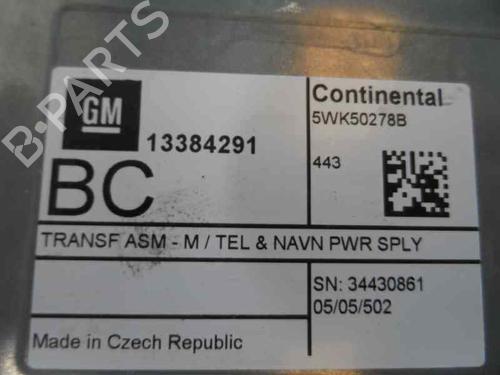 B-PARTS
GM
13384291
BC
Continental
5WK50278B
443
TRANSF ASM - M / TEL & NAVN PWR SPLY
SN: 34430861
05/05/502
Made in Czech Republic